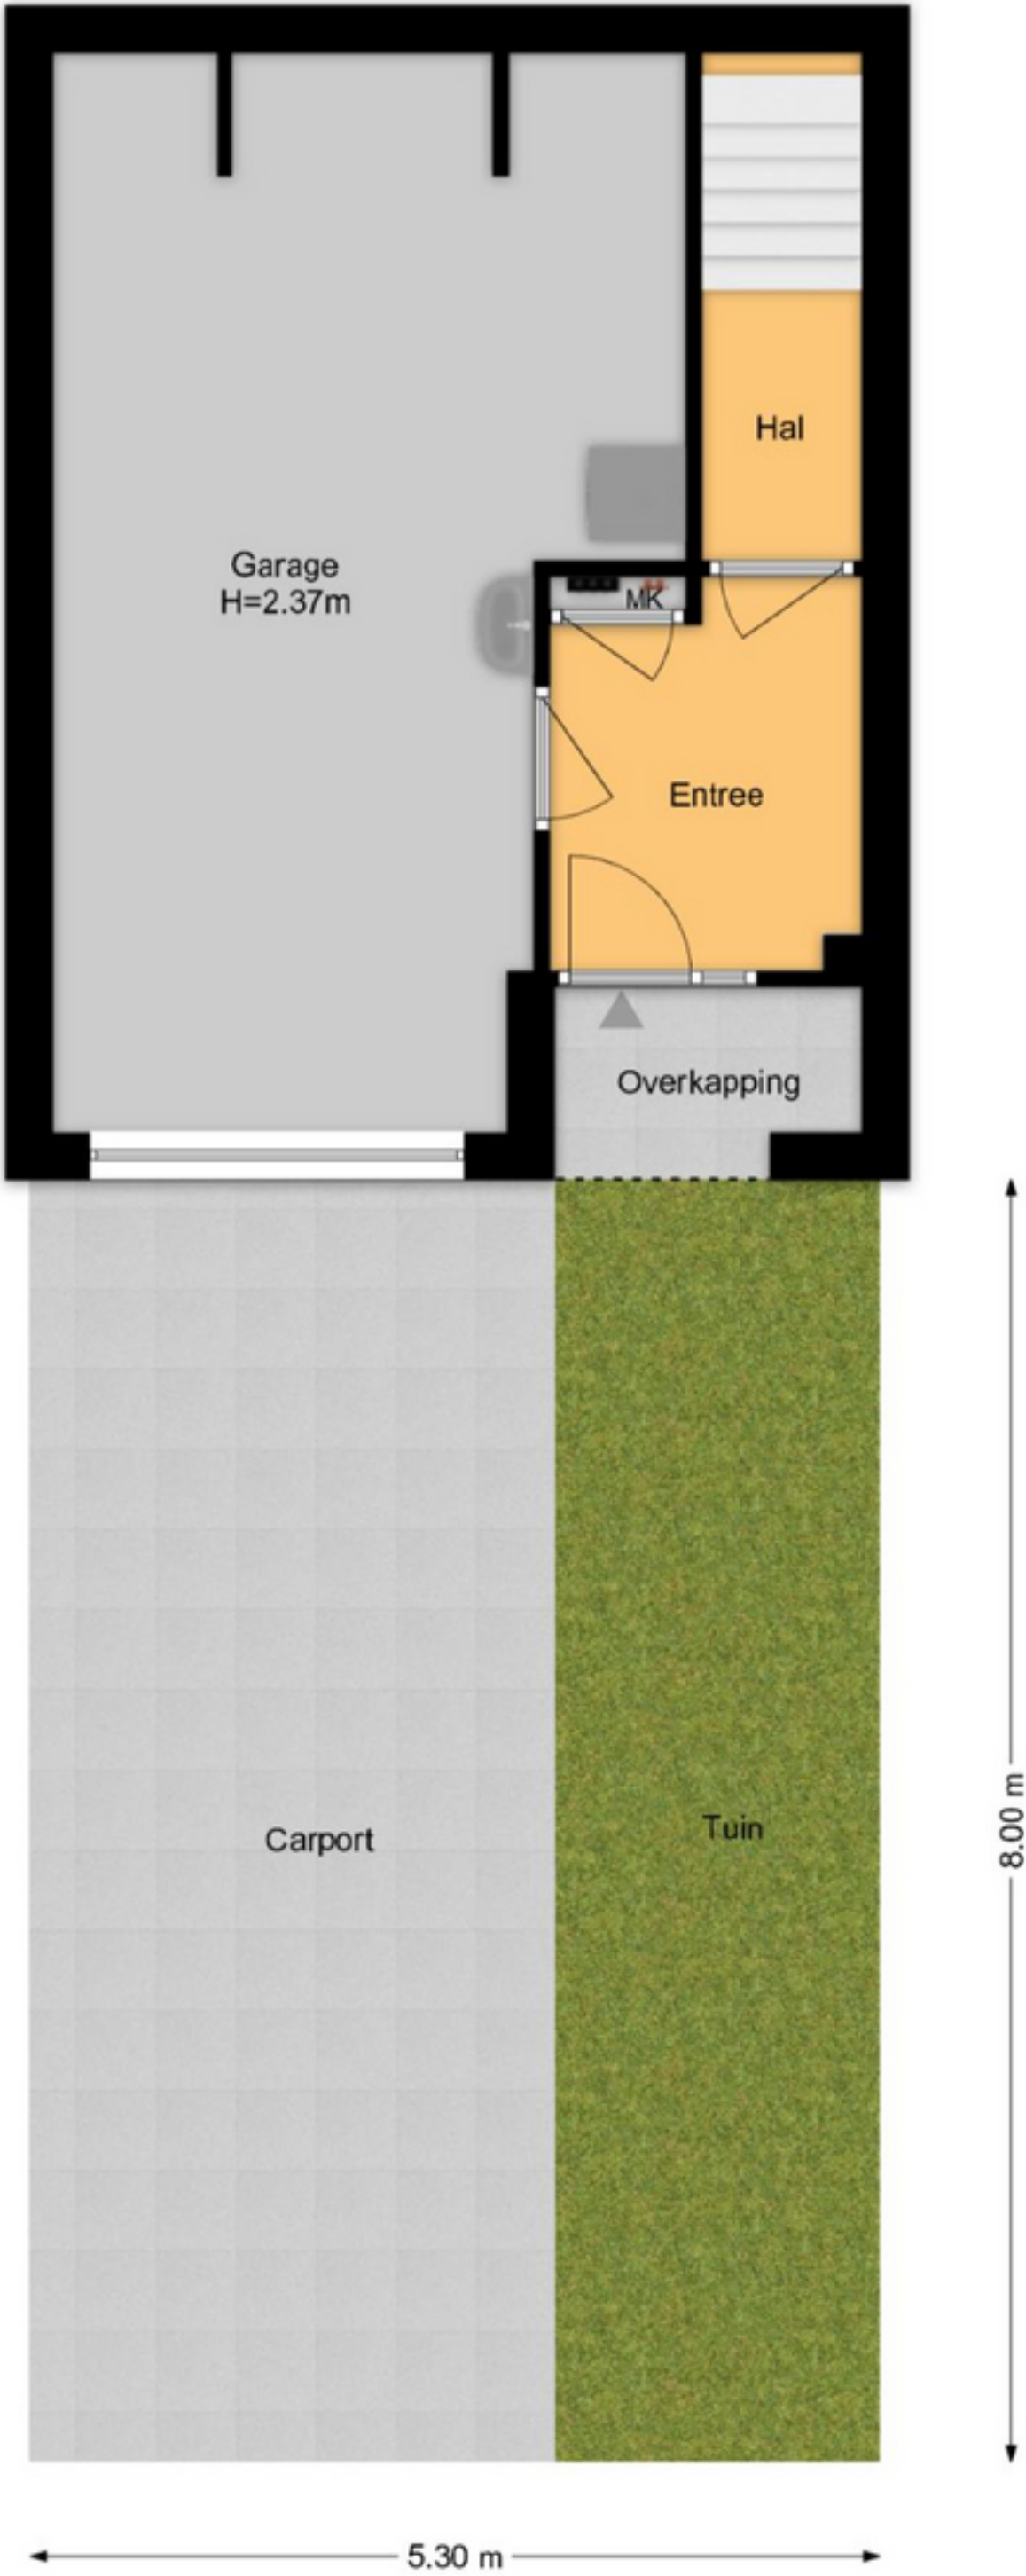 Hal
Garage
H=2.37m
MK
Entree
Overkapping
Carport
Tuin
8.00 m
5.30 m